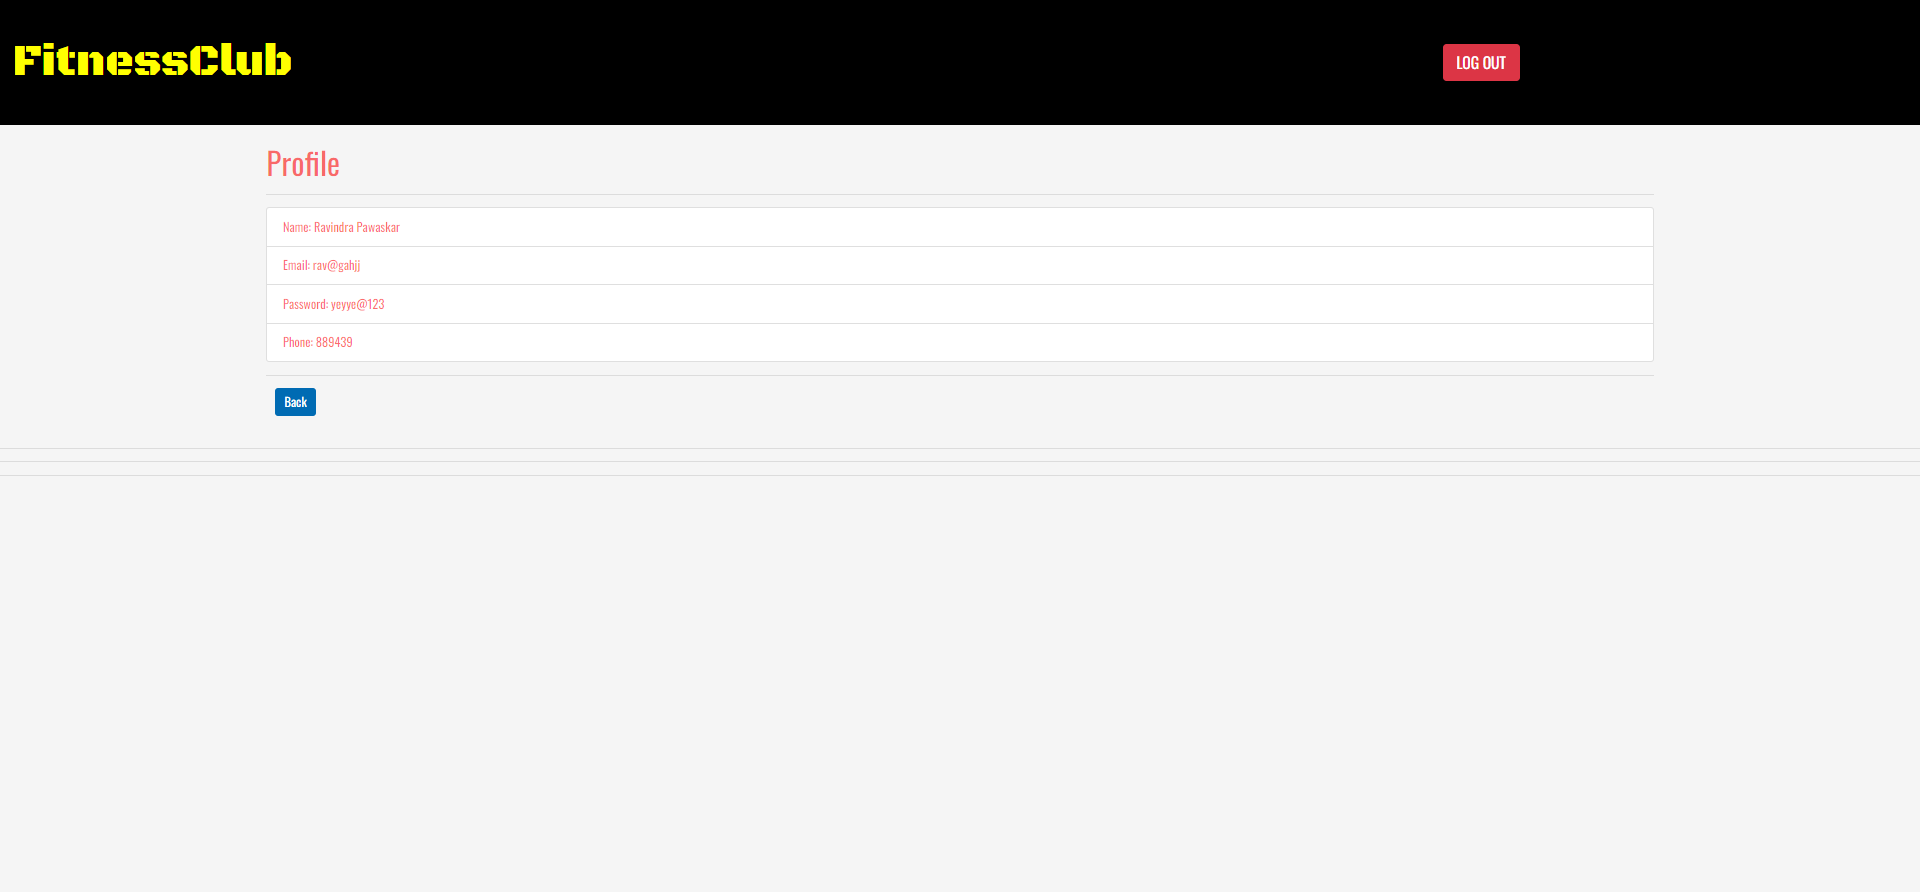 FitnessClub
LOG OUT
Profile
Name: Ravindra Pawaskar
Email: rav@gahjj
Password: yeyye@123
Phone: 889439
Back